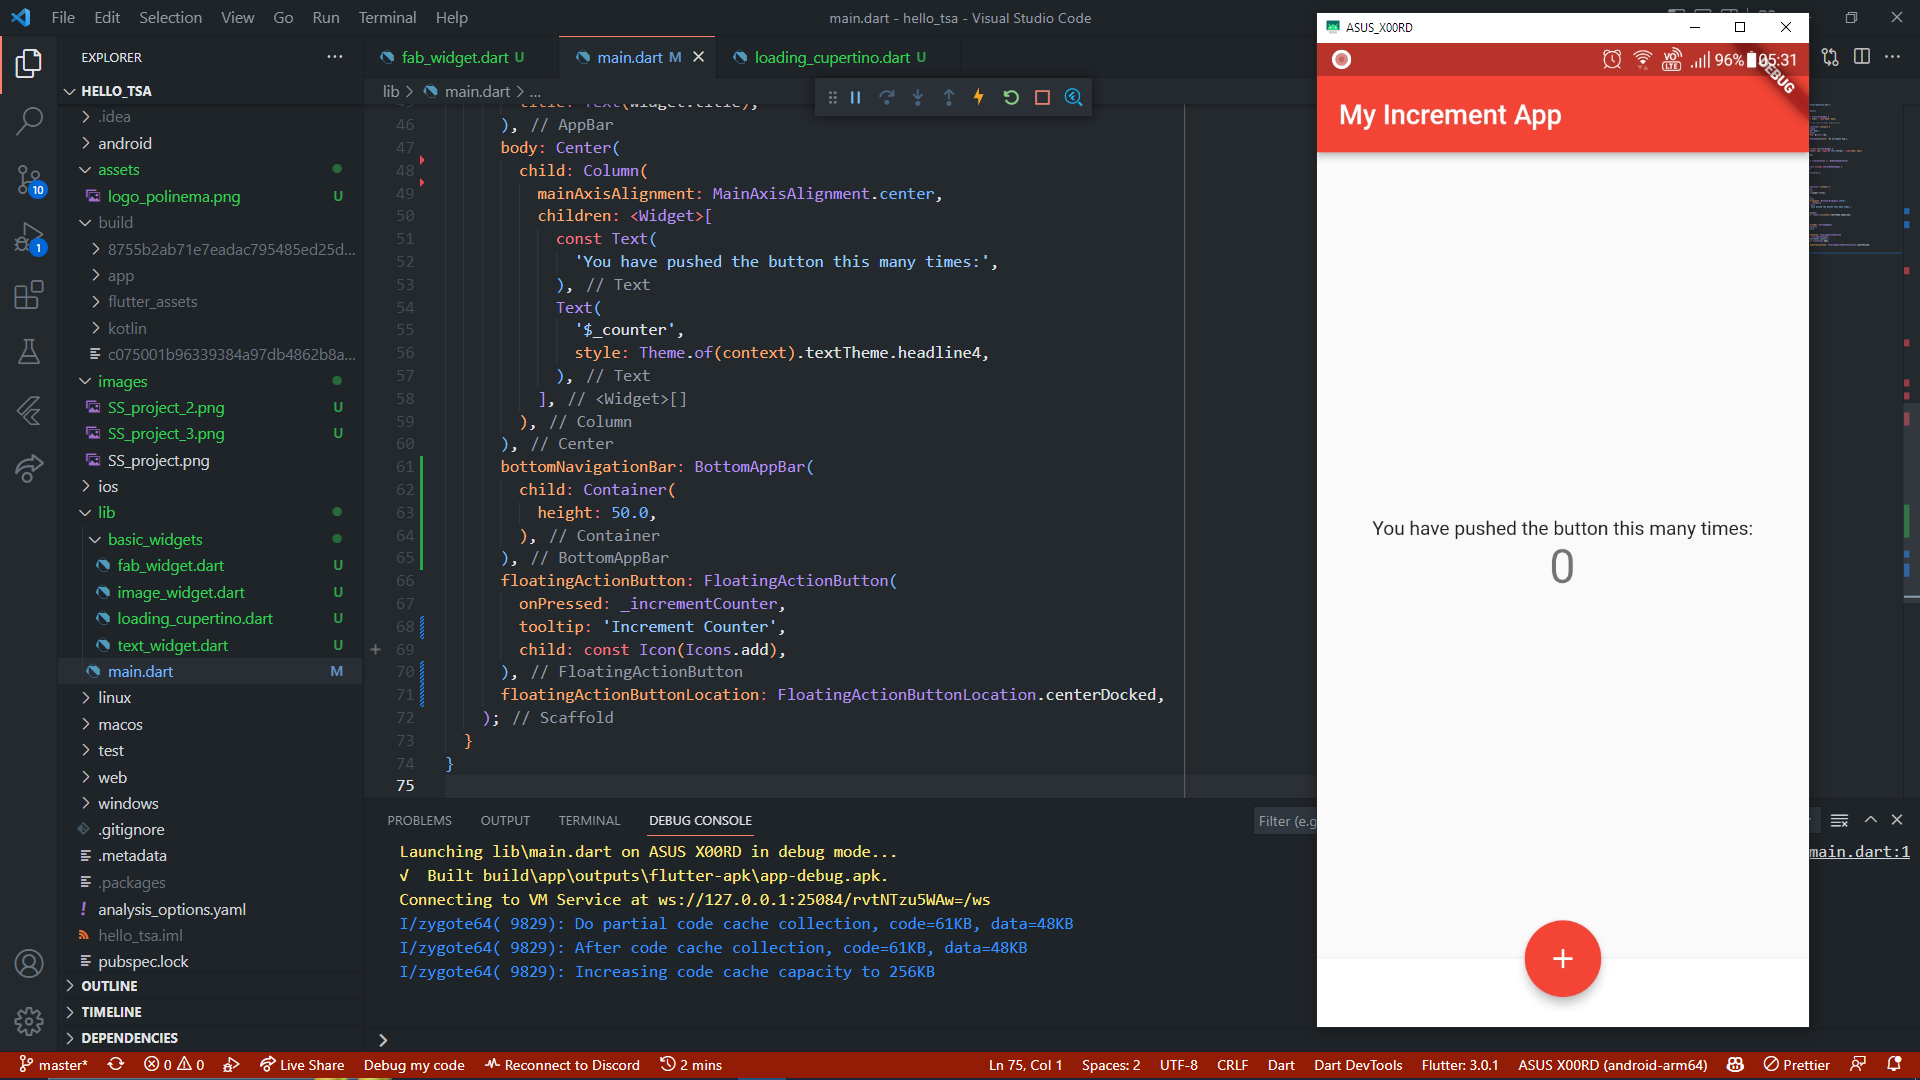 File Edit Selection View Go Run Terminal Help
main.dart - hello_tsa - Visual Studio Code
EXPLORER
HELLO_TSA
.idea
android
assets
logo_polinema.png U
build
8755b2ab71e7eadac795485ed25d...
app
flutter_assets
kotlin
c075001b96339384a97db4862b8a...
images
SS_project_2.png U
SS_project_3.png U
SS_project.png
ios
lib
basic_widgets
fab_widget.dart U
image_widget.dart U
loading_cupertino.dart U
text_widget.dart U
main.dart M
linux
macos
test
web
windows
.gitignore
.metadata
.packages
analysis_options.yaml
hello_tsa.iml
pubspec.lock
OUTLINE
TIMELINE
DEPENDENCIES
10
1
fab_widget.dart U
main.dart M
loading_cupertino.dart U
lib > main.dart > ...
45 title: Text(widget.title),
46 ), // AppBar
47 body: Center(
48 child: Column(
49 mainAxisAlignment: MainAxisAlignment.center,
50 children: <Widget>[
51 const Text(
52 'You have pushed the button this many times:',
53 ), // Text
54 Text(
55 '$_counter',
56 style: Theme.of(context).textTheme.headline4,
57 ), // Text
58 ], // <Widget>[]
59 ), // Column
60 ), // Center
61 bottomNavigationBar: BottomAppBar(
62 child: Container(
63 height: 50.0,
64 ), // Container
65 ), // BottomAppBar
66 floatingActionButton: FloatingActionButton(
67 onPressed: _incrementCounter,
68 tooltip: 'Increment Counter',
69 child: const Icon(Icons.add),
70 ), // FloatingActionButton
71 floatingActionButtonLocation: FloatingActionButtonLocation.centerDocked,
72 ); // Scaffold
73 }
74 }
75
PROBLEMS OUTPUT TERMINAL DEBUG CONSOLE
Filter (e.g
Launching lib\main.dart on ASUS X00RD in debug mode...
√ Built build\app\outputs\flutter-apk\app-debug.apk.
Connecting to VM Service at ws://127.0.0.1:25084/rvtNTzu5WAw=/ws
I/zygote64( 9829): Do partial code cache collection, code=61KB, data=48KB
I/zygote64( 9829): After code cache collection, code=61KB, data=48KB
I/zygote64( 9829): Increasing code cache capacity to 256KB
main.dart:1
ASUS_X00RD
VO LTE 96% 05:31
DEBUG
My Increment App
You have pushed the button this many times:
0
+
master* 0 0 Live Share Debug my code Reconnect to Discord 2 mins
Ln 75, Col 1 Spaces: 2 UTF-8 CRLF Dart Dart DevTools Flutter: 3.0.1 ASUS X00RD (android-arm64) Prettier